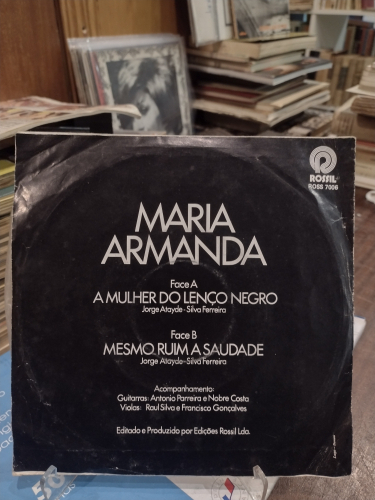 ROSSIL
ROSS 7006
MARIA
ARMANDA
Face A
A MULHER DO LENÇO NEGRO
Jorge Atayde-Silva Ferreira
Face B
MESMO RUIM A SAUDADE
Jorge Atayde-Silva Ferreira
Acompanhamento:
Guitarras: Antonio Parreira e Nobre Costa
Violas: Raul Silva e Francisco Gonçalves
Editado e Produzido por Edições Rossil Lda.